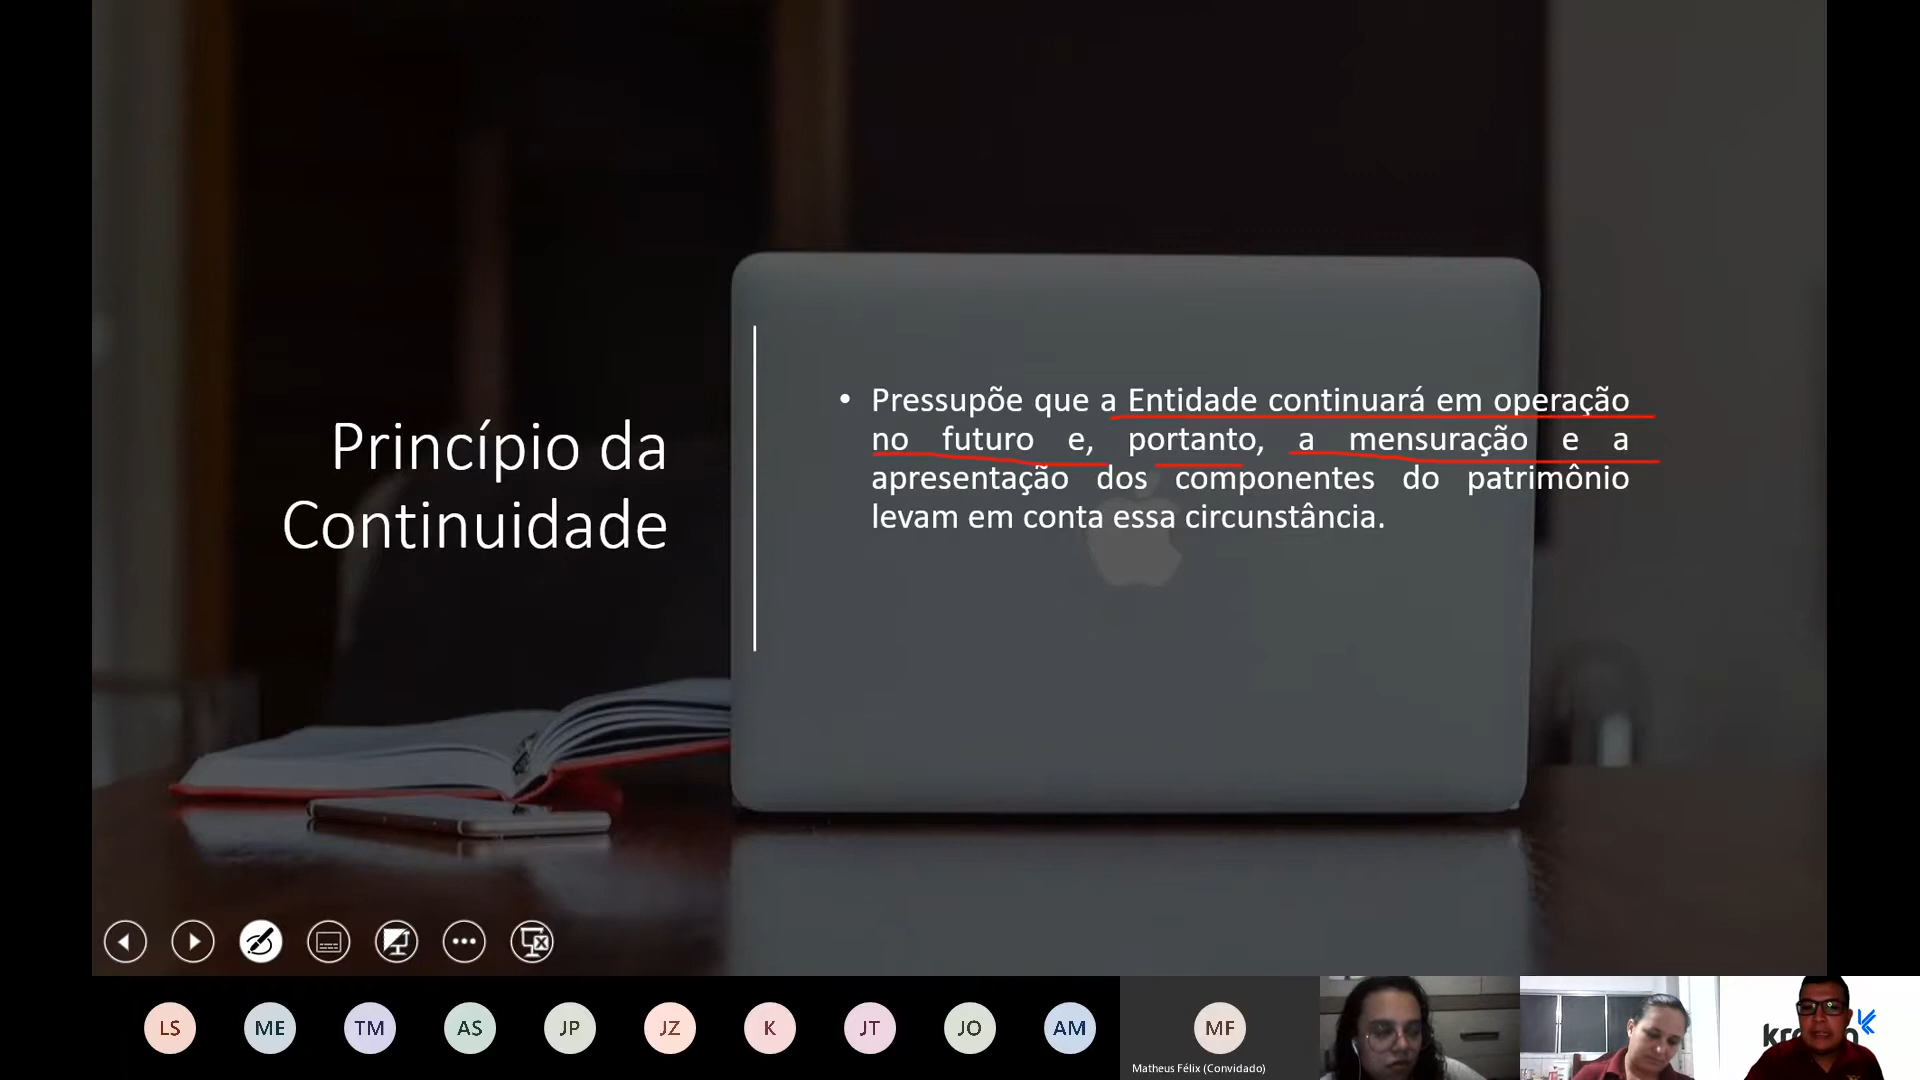 Princípio da
Continuidade
• Pressupõe que a Entidade continuará em operação
no futuro e, portanto, a mensuração e a
apresentação dos componentes do patrimônio
levam em conta essa circunstância.
LS ME TM AS JP JZ K JT JO AM MF
Matheus Félix (Convidado)